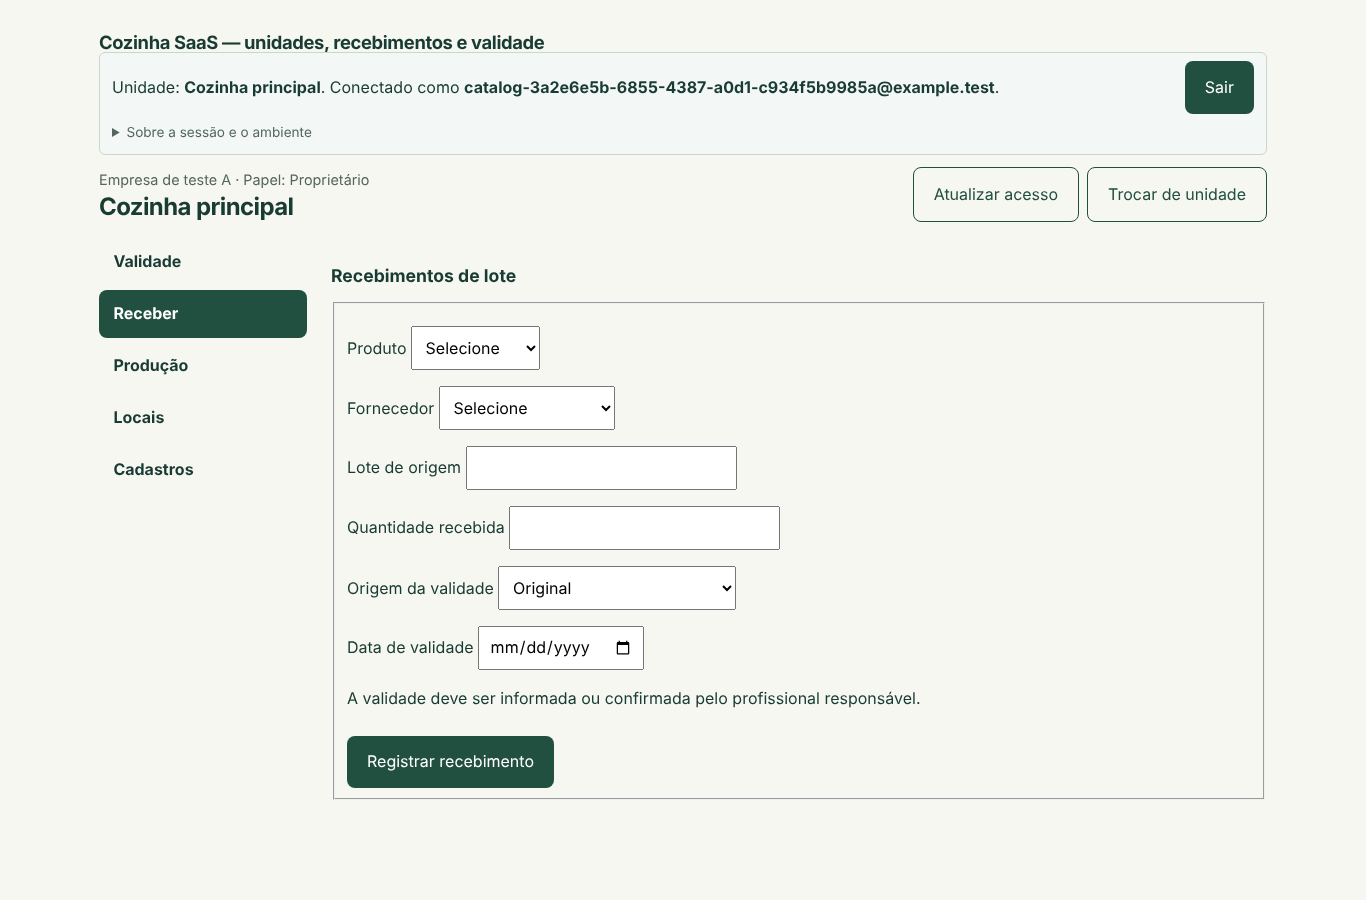 Cozinha SaaS — unidades, recebimentos e validade
Unidade: Cozinha principal. Conectado como catalog-3a2e6e5b-6855-4387-a0d1-c934f5b9985a@example.test.
Sair
Sobre a sessão e o ambiente
Empresa de teste A · Papel: Proprietário
Cozinha principal
Atualizar acesso
Trocar de unidade
Validade
Receber
Produção
Locais
Cadastros
Recebimentos de lote
Produto Selecione
Fornecedor Selecione
Lote de origem
Quantidade recebida
Origem da validade Original
Data de validade mm/dd/yyyy
A validade deve ser informada ou confirmada pelo profissional responsável.
Registrar recebimento